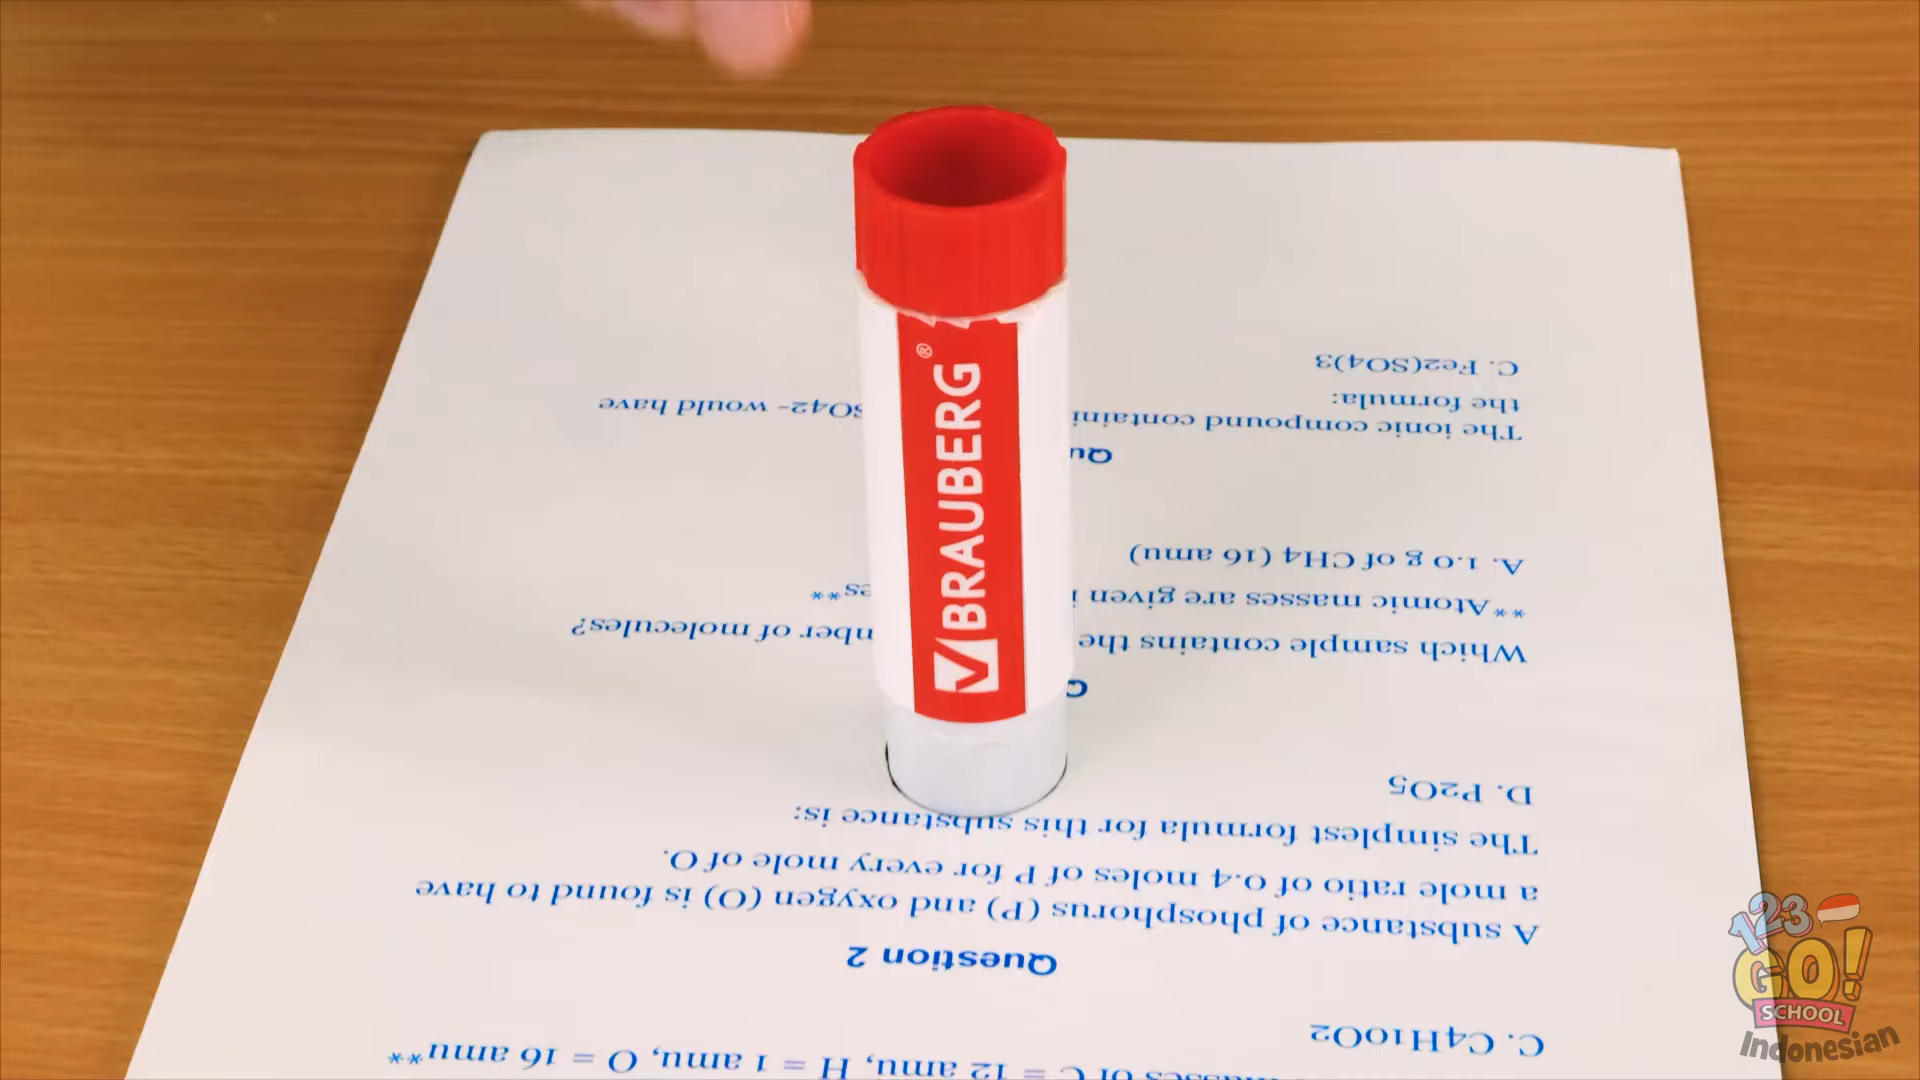 masses of C = 12 amu, H = 1 amu, O = 16 amu**
C. C4H10O2
Question 2
A substance of phosphorus (P) and oxygen (O) is found to have
a mole ratio of 0.4 moles of P for every mole of O.
The simplest formula for this substance is:
D. P2O5
Which sample contains the
of molecules?
**Atomic masses are given
A. 1.0 g of CH4 (16 amu)
The ionic compound SO42- would have
the formula:
C. Fe2(SO4)3
BRAUBERG®
123
GO!
SCHOOL
Indonesian